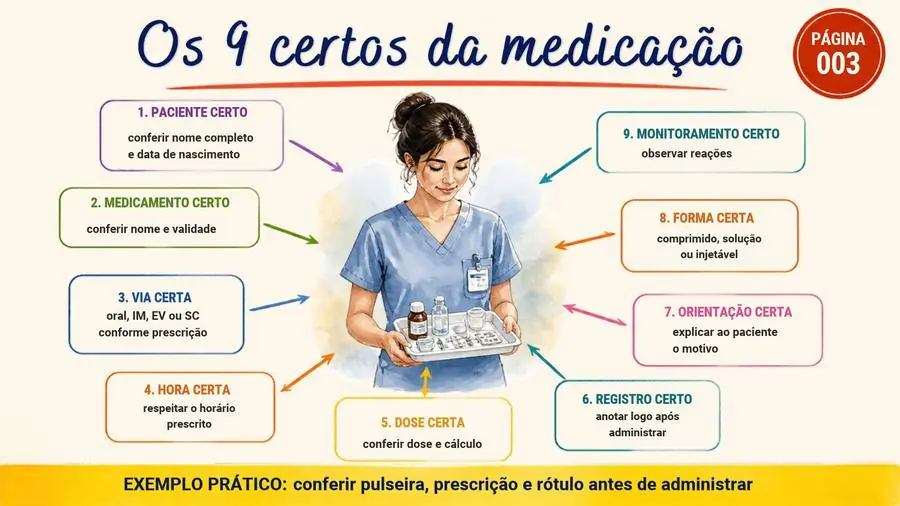 Os 9 certos da medicação
PÁGINA
003
1. PACIENTE CERTO
conferir nome completo
e data de nascimento
2. MEDICAMENTO CERTO
conferir nome e validade
3. VIA CERTA
oral, IM, EV ou SC
conforme prescrição
4. HORA CERTA
respeitar o horário
prescrito
5. DOSE CERTA
conferir dose e cálculo
6. REGISTRO CERTO
anotar logo após
administrar
7. ORIENTAÇÃO CERTA
explicar ao paciente
o motivo
8. FORMA CERTA
comprimido, solução
ou injetável
9. MONITORAMENTO CERTO
observar reações
EXEMPLO PRÁTICO: conferir pulseira, prescrição e rótulo antes de administrar